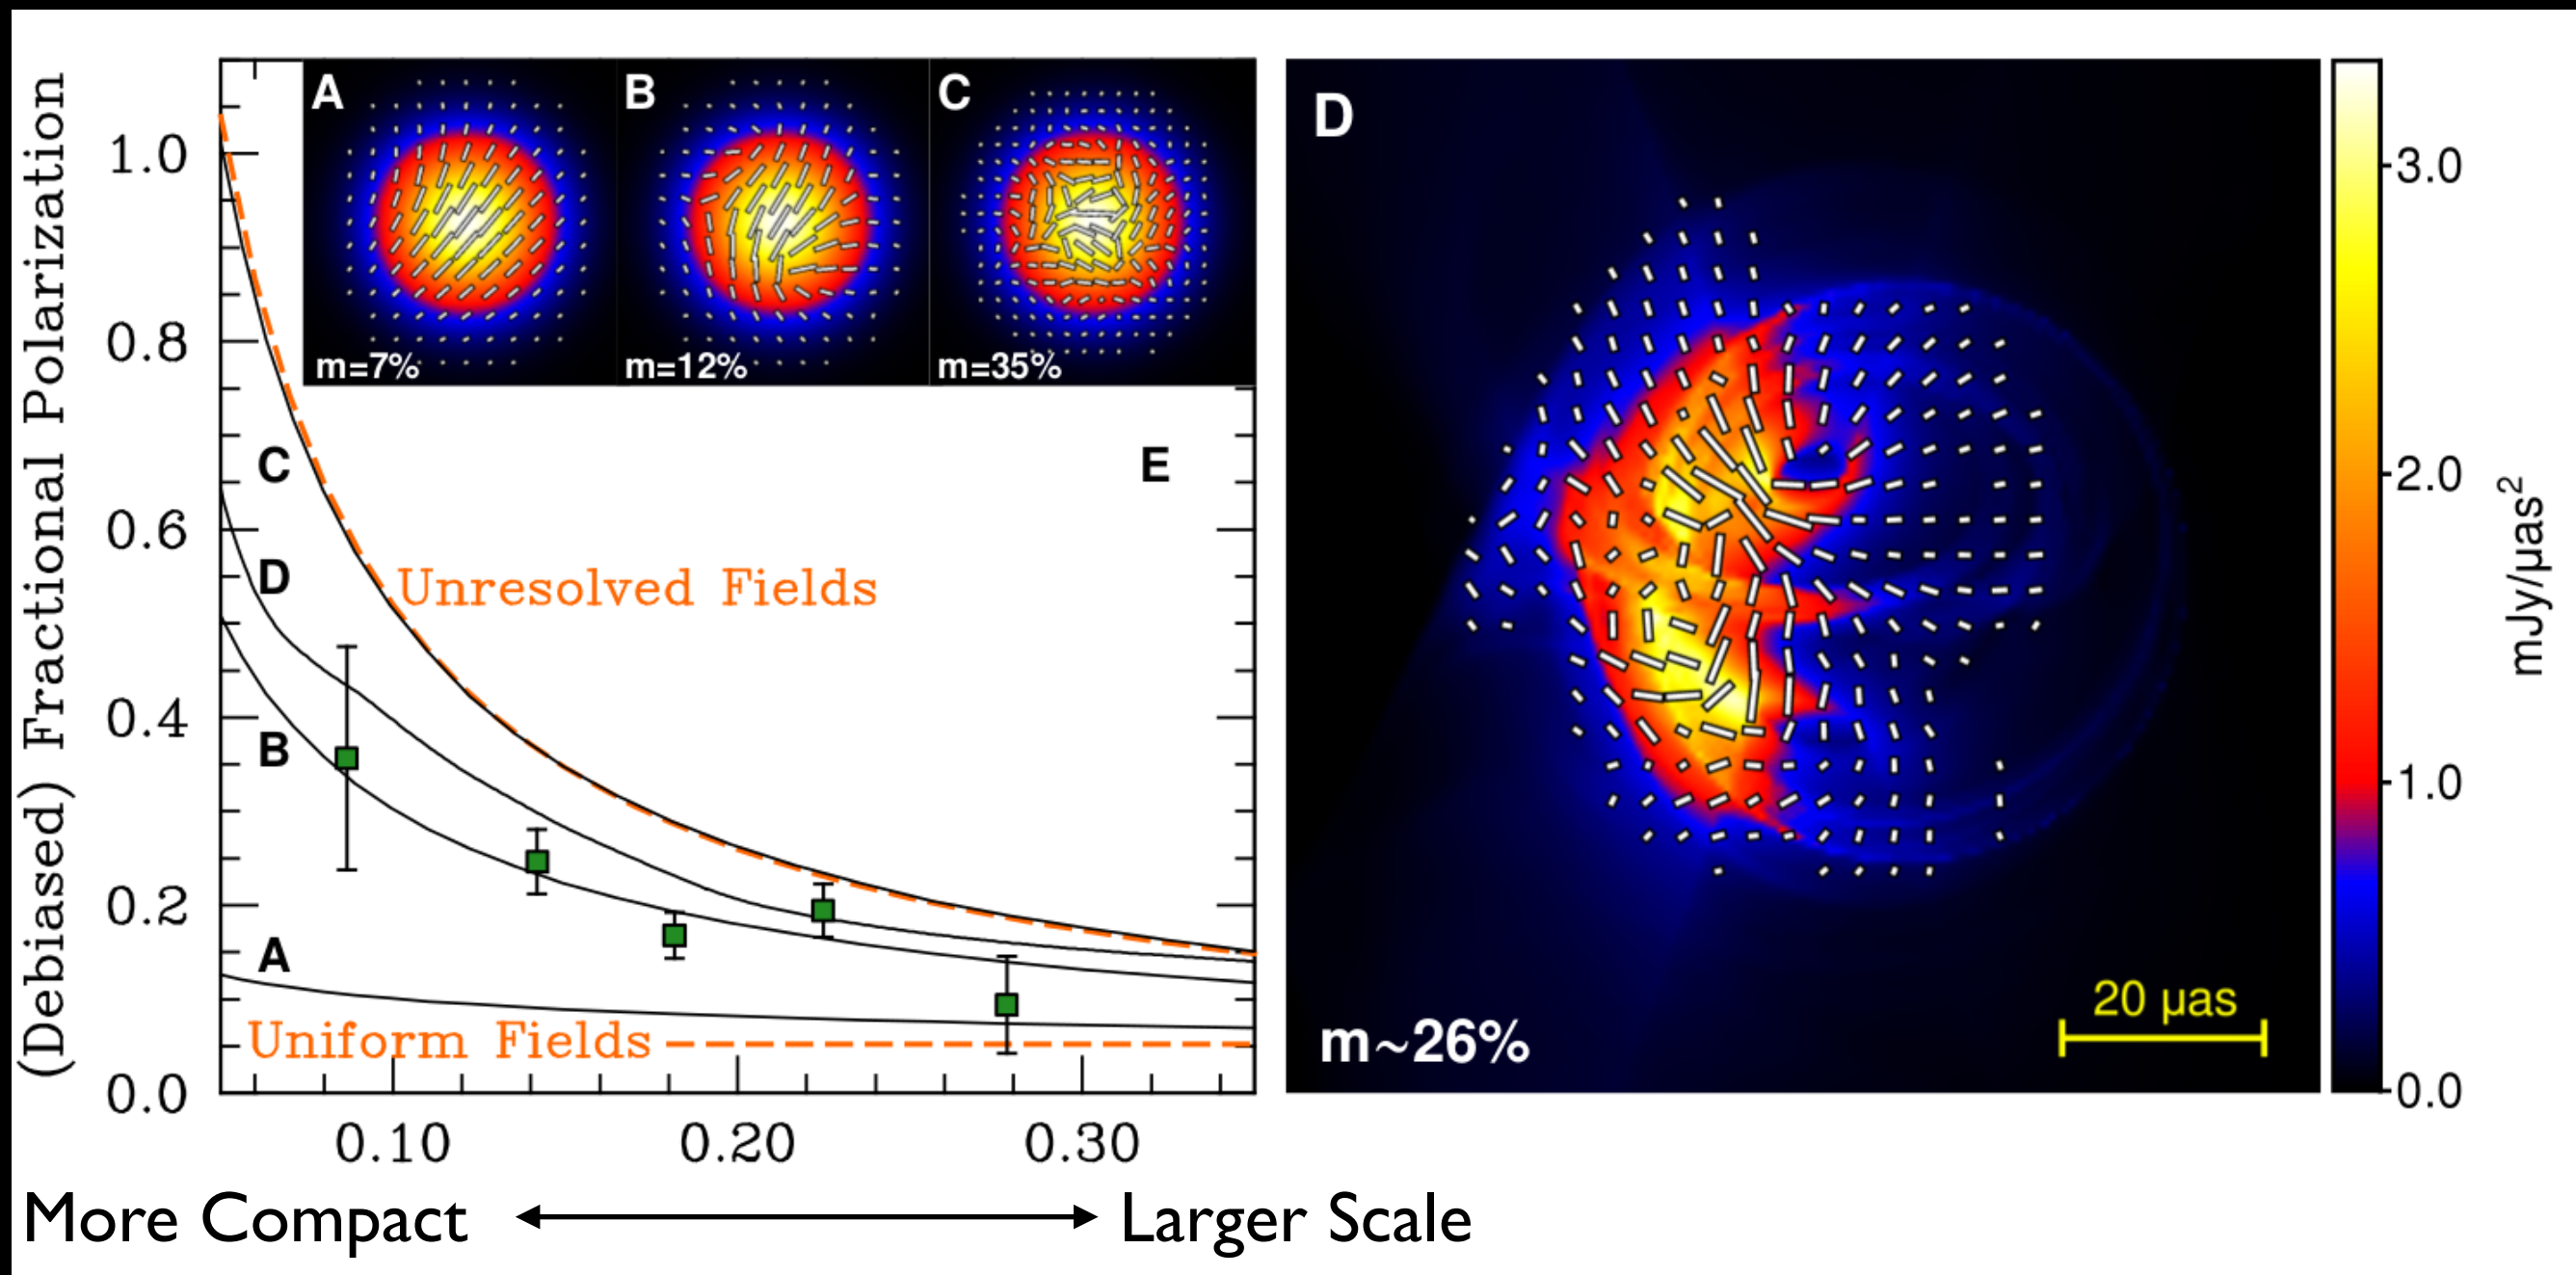 (Debiased) Fractional Polarization
1.0
0.8
0.6
0.4
0.2
0.0
A
m=7%
B
m=12%
C
m=35%
C
D
B
A
E
Unresolved Fields
Uniform Fields
0.10
0.20
0.30
More Compact
Larger Scale
D
m~26%
20 µas
3.0
2.0
1.0
0.0
mJy/µas²